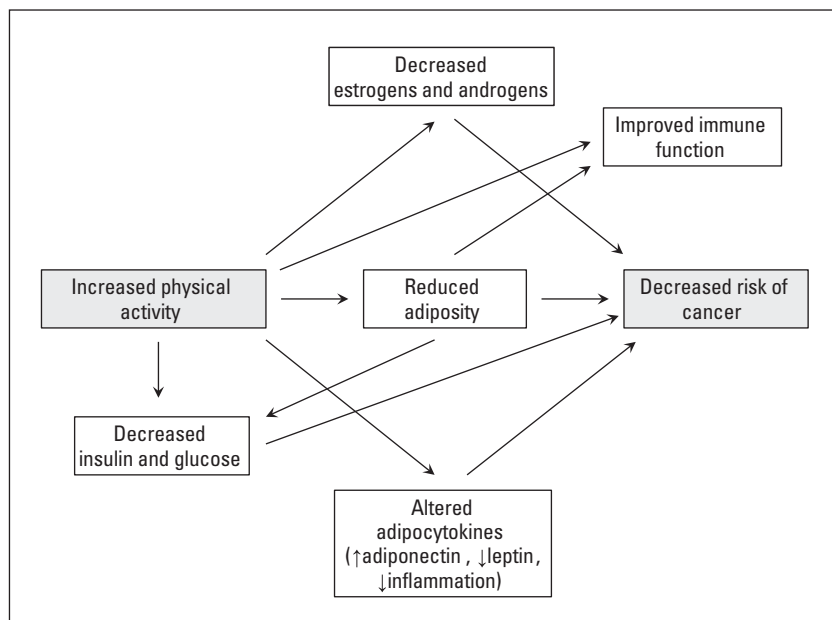 Decreased
estrogens and androgens
Improved immune
function
Increased physical
activity
Reduced
adiposity
Decreased risk of
cancer
Decreased
insulin and glucose
Altered
adipocytokines
(↑adiponectin , ↓leptin,
↓inflammation)